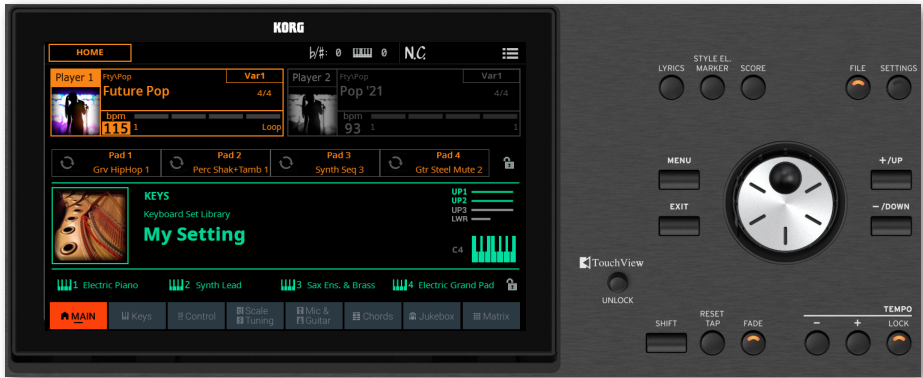 KORG
HOME
b/#: 0 0 N.C.
Player 1 Fty\Pop Var1
Future Pop 4/4
bpm
115 1 Loop
Player 2 Fty\Pop Var1
Pop '21 4/4
bpm
93 1 1
Pad 1
Grv HipHop 1
Pad 2
Perc Shak+Tamb 1
Pad 3
Synth Seq 3
Pad 4
Gtr Steel Mute 2
KEYS
Keyboard Set Library
My Setting
UP1
UP2
UP3
LWR
C4
1 Electric Piano
2 Synth Lead
3 Sax Ens. & Brass
4 Electric Grand Pad
MAIN
Keys
Control
Scale
Tuning
Mic &
Guitar
Chords
Jukebox
Matrix
LYRICS
STYLE EL.
MARKER
SCORE
FILE
SETTINGS
MENU
+/UP
EXIT
-/DOWN
TouchView
UNLOCK
SHIFT
RESET
TAP
FADE
TEMPO
-
+
LOCK